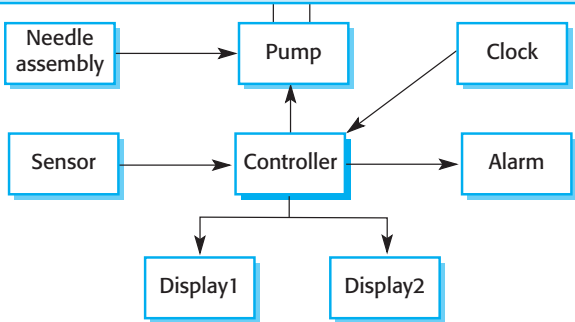 Needle
assembly
Pump
Clock
Sensor
Controller
Alarm
Display1
Display2